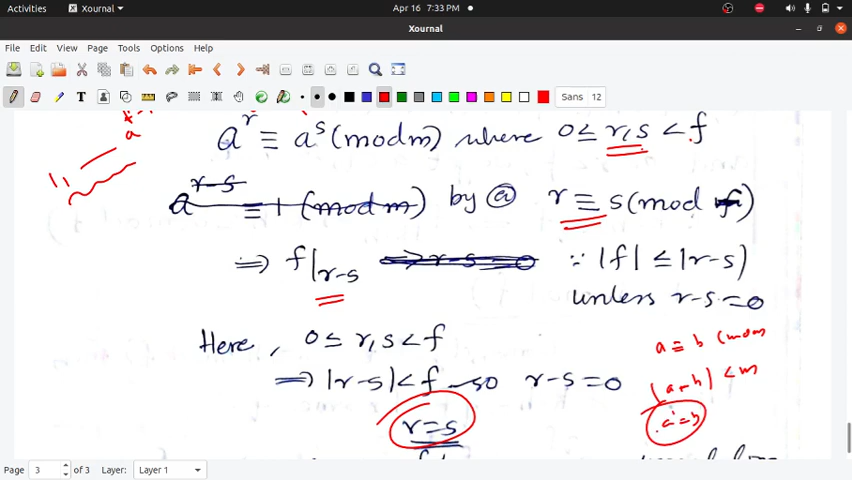 Activities Xournal Apr 16 7:33 PM
Xournal
File Edit View Page Tools Options Help
Sans 12
a
a^r ≡ a^s (mod m) where 0 ≤ r, s < f
a^{r-s} ≡ 1 (mod m) by ⓐ r ≡ s (mod f)
⇒ f | r-s ⇒ r-s=0 ∵ |f| ≤ |r-s|
unless r-s=0
Here, 0 ≤ r, s < f
⇒ |r-s| < f so r-s=0
r=s
a ≡ b (mod m
|a-b| < m
a=b
Page 3 of 3 Layer: Layer 1